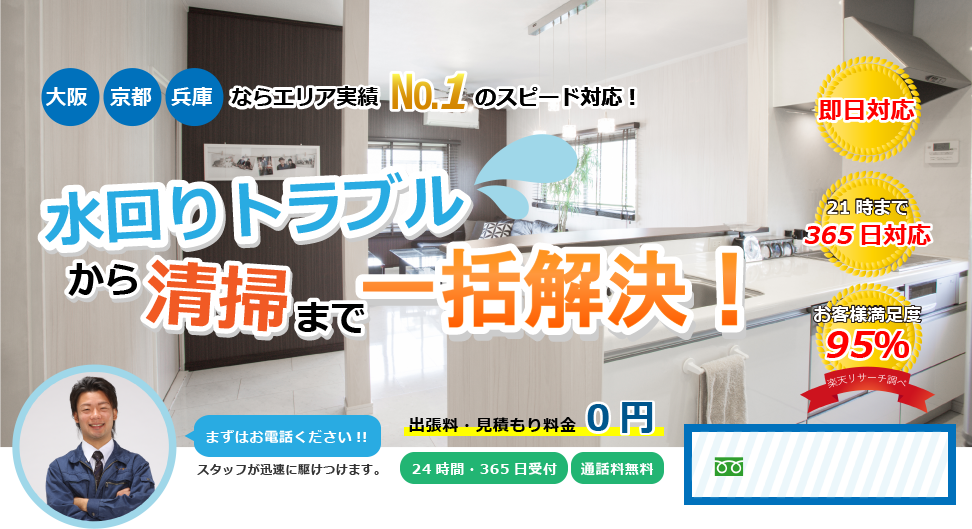 大阪 京都 兵庫 ならエリア実績 No.1 のスピード対応！
即日対応
水回りトラブル
から清掃まで一括解決！
21時まで
365日対応
お客様満足度
95%
楽天リサーチ調べ
まずはお電話ください!!
スタッフが迅速に駆けつけます。
出張料・見積もり料金 0円
24時間・365日受付 通話料無料